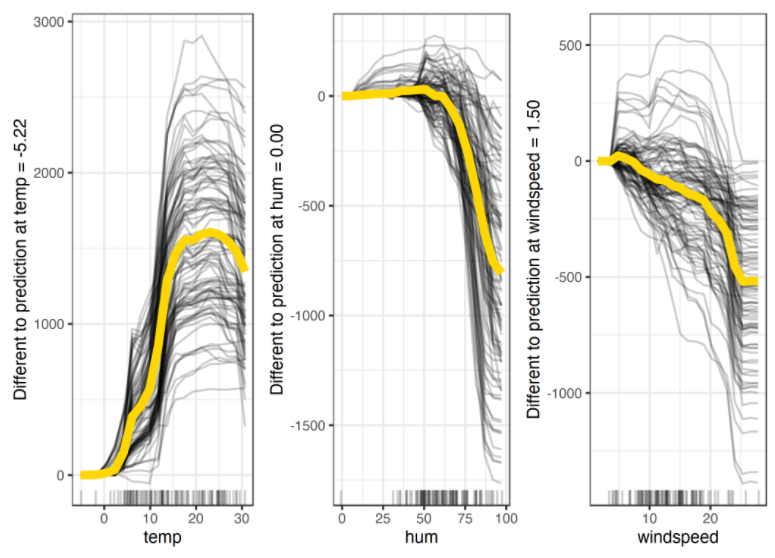 Different to prediction at temp = -5.22
3000
2000
1000
0
0 10 20 30
temp
Different to prediction at hum = 0.00
0
-500
-1000
-1500
0 25 50 75 100
hum
Different to prediction at windspeed = 1.50
500
0
-500
-1000
10 20
windspeed